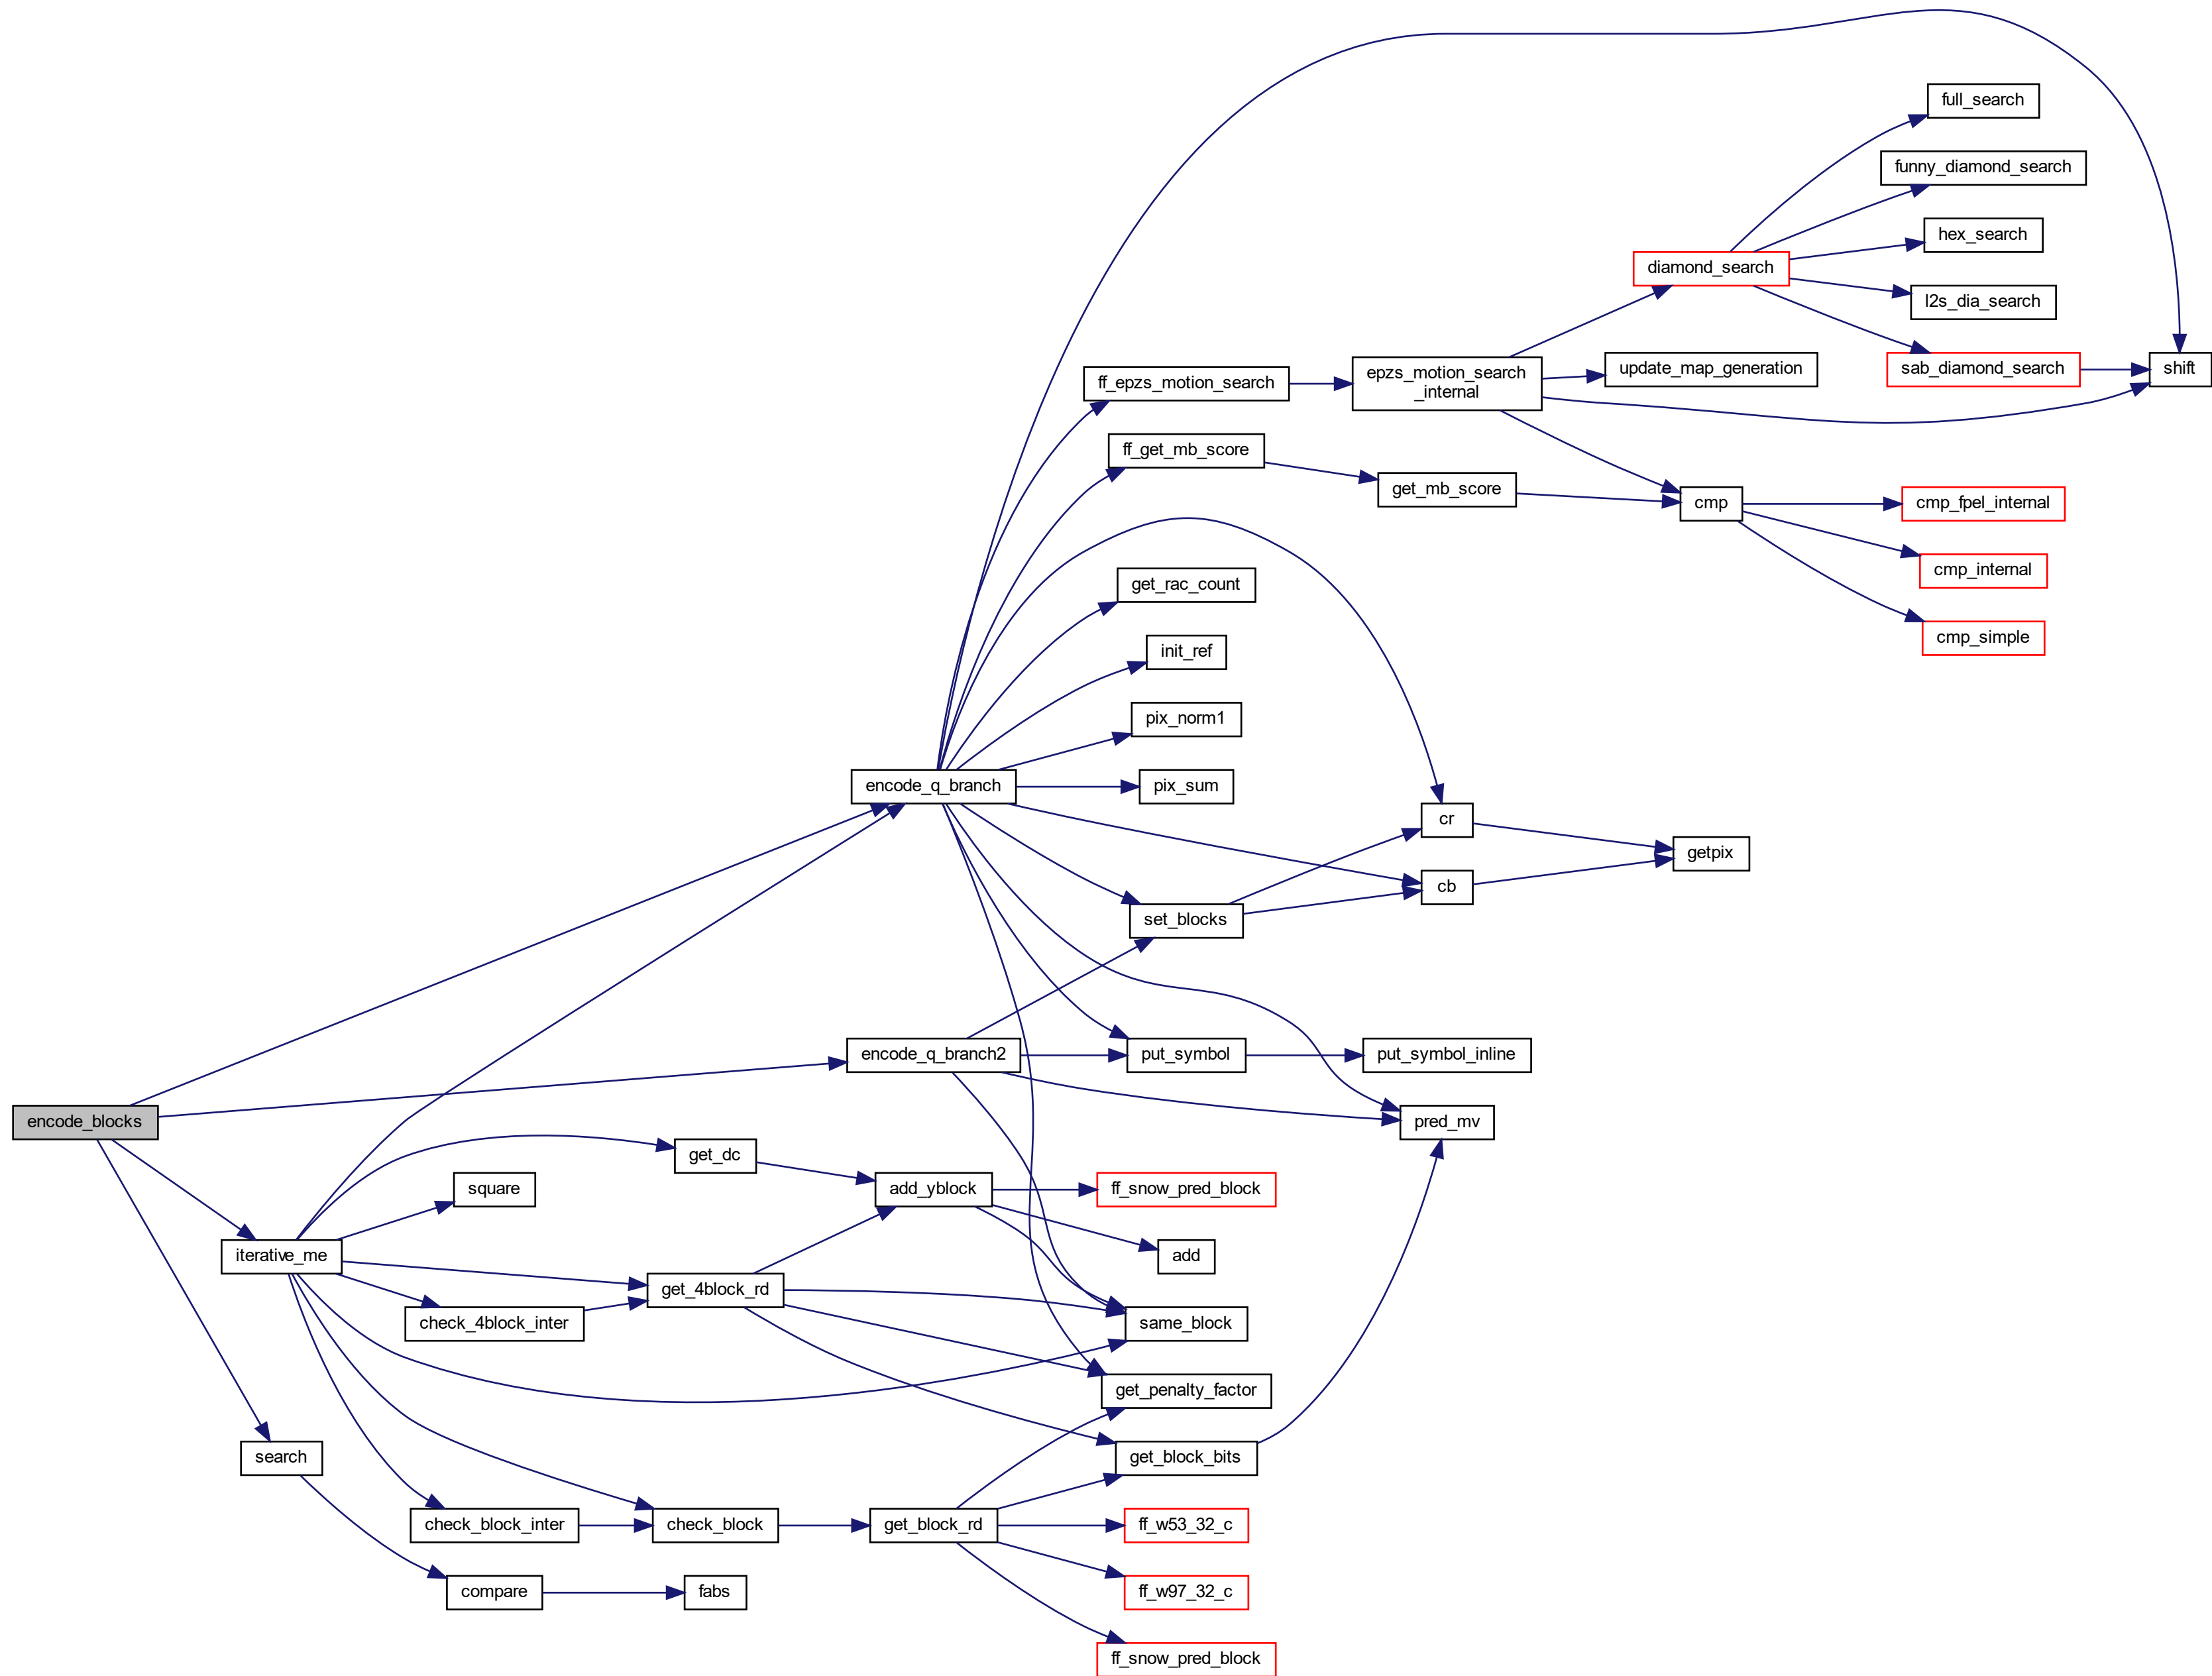 full_search
funny_diamond_search
hex_search
diamond_search
l2s_dia_search
update_map_generation
sab_diamond_search
shift
ff_epzs_motion_search
epzs_motion_search
_internal
ff_get_mb_score
get_mb_score
cmp
cmp_fpel_internal
cmp_internal
cmp_simple
get_rac_count
init_ref
pix_norm1
encode_q_branch
pix_sum
cr
getpix
cb
set_blocks
encode_q_branch2
put_symbol
put_symbol_inline
encode_blocks
pred_mv
get_dc
square
add_yblock
ff_snow_pred_block
iterative_me
add
get_4block_rd
check_4block_inter
same_block
get_penalty_factor
search
get_block_bits
check_block_inter
check_block
get_block_rd
ff_w53_32_c
compare
fabs
ff_w97_32_c
ff_snow_pred_block